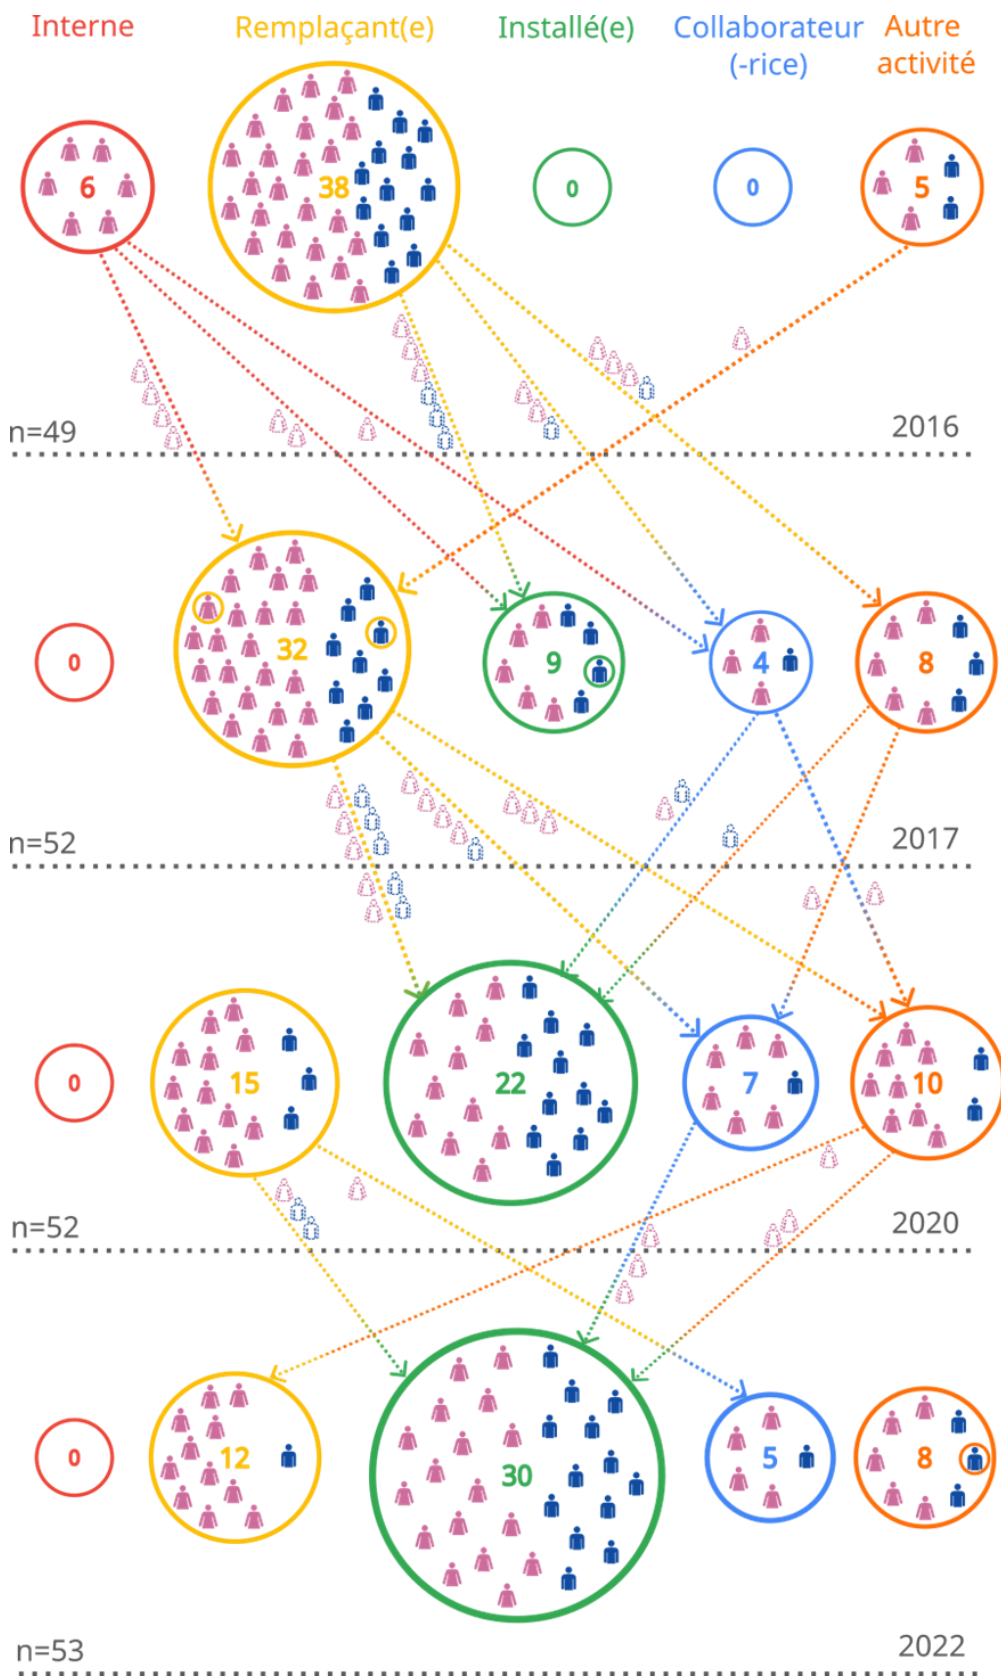 Interne
Remplaçant(e)
Installé(e)
Collaborateur
(-rice)
Autre
activité
6
38
0
0
5
n=49
2016
0
32
9
4
8
n=52
2017
0
15
22
7
10
n=52
2020
0
12
30
5
8
n=53
2022